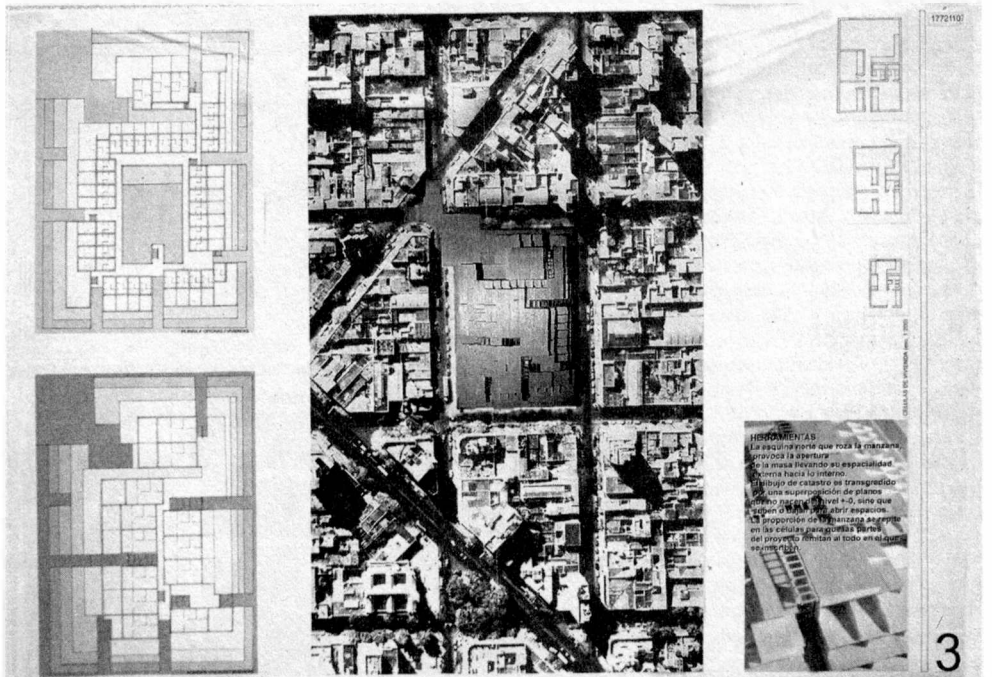 1772110
CÉLULAS DE VIVIENDA
HERRAMIENTAS
La esquina norte que roza la manzana,
provoca la apertura
de la masa llevando su espacialidad
externa hacia lo interno.
El dibujo de catastro es transgredido
por una superposición de planos
que no nacen del nivel +-0, sino que
suben o bajan para abrir espacios.
La proporción de la manzana se repite
en las células para que las partes
del proyecto remitan al todo en el que
se inscriben.
3